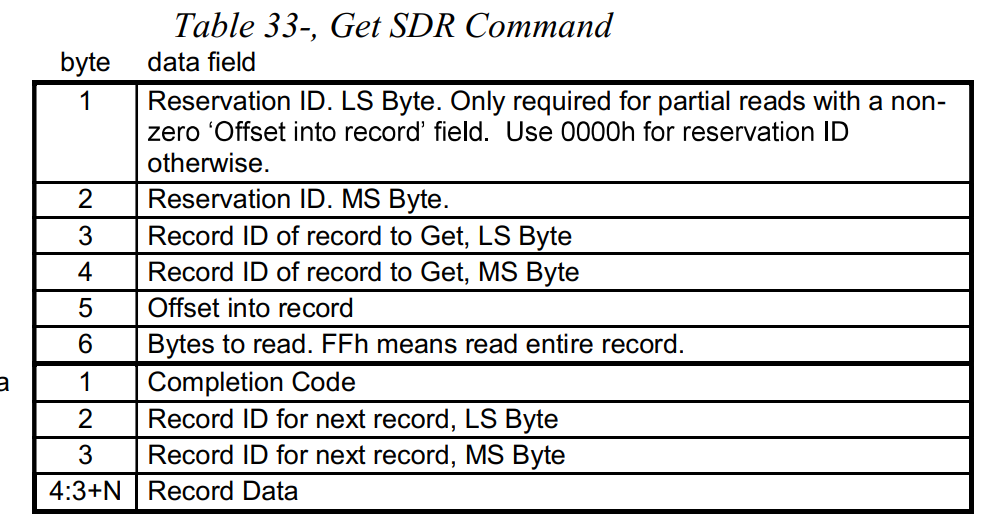 Table 33-, Get SDR Command
byte data field
1 Reservation ID. LS Byte. Only required for partial reads with a non-
zero ‘Offset into record’ field.  Use 0000h for reservation ID
otherwise.
2 Reservation ID. MS Byte.
3 Record ID of record to Get, LS Byte
4 Record ID of record to Get, MS Byte
5 Offset into record
6 Bytes to read. FFh means read entire record.
a 1 Completion Code
2 Record ID for next record, LS Byte
3 Record ID for next record, MS Byte
4:3+N Record Data